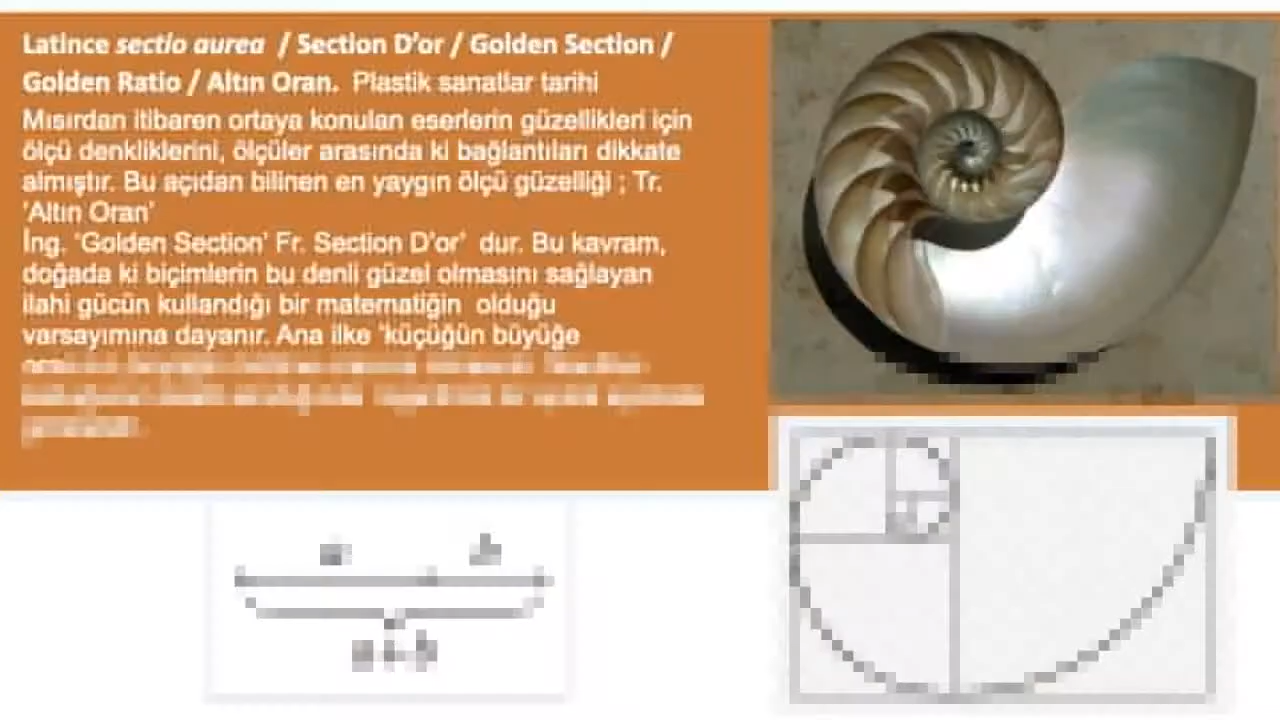 Latince sectio aurea / Section D'or / Golden Section /
Golden Ratio / Altın Oran. Plastik sanatlar tarihi
Mısırdan itibaren ortaya konulan eserlerin güzellikleri için
ölçü denkliklerini, ölçüler arasında ki bağlantıları dikkate
almıştır. Bu açıdan bilinen en yaygın ölçü güzelliği ; Tr.
'Altın Oran'
İng. 'Golden Section' Fr. Section D'or' dur. Bu kavram,
doğada ki biçimlerin bu denli güzel olmasını sağlayan
ilahi gücün kullandığı bir matematiğin olduğu
varsayımına dayanır. Ana ilke 'küçüğün büyüğe
a b
a+b